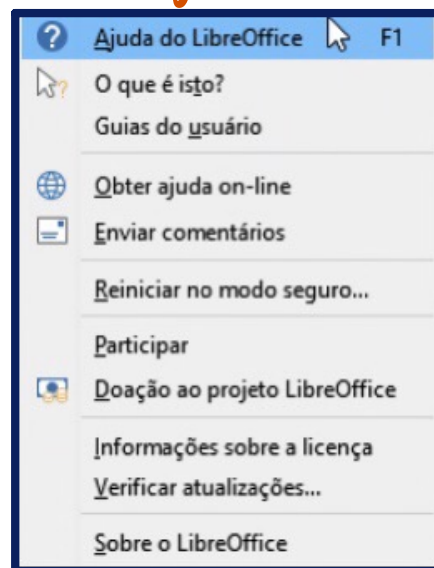 Ajuda do LibreOffice F1
O que é isto?
Guias do usuário
Obter ajuda on-line
Enviar comentários
Reiniciar no modo seguro...
Participar
Doação ao projeto LibreOffice
Informações sobre a licença
Verificar atualizações...
Sobre o LibreOffice